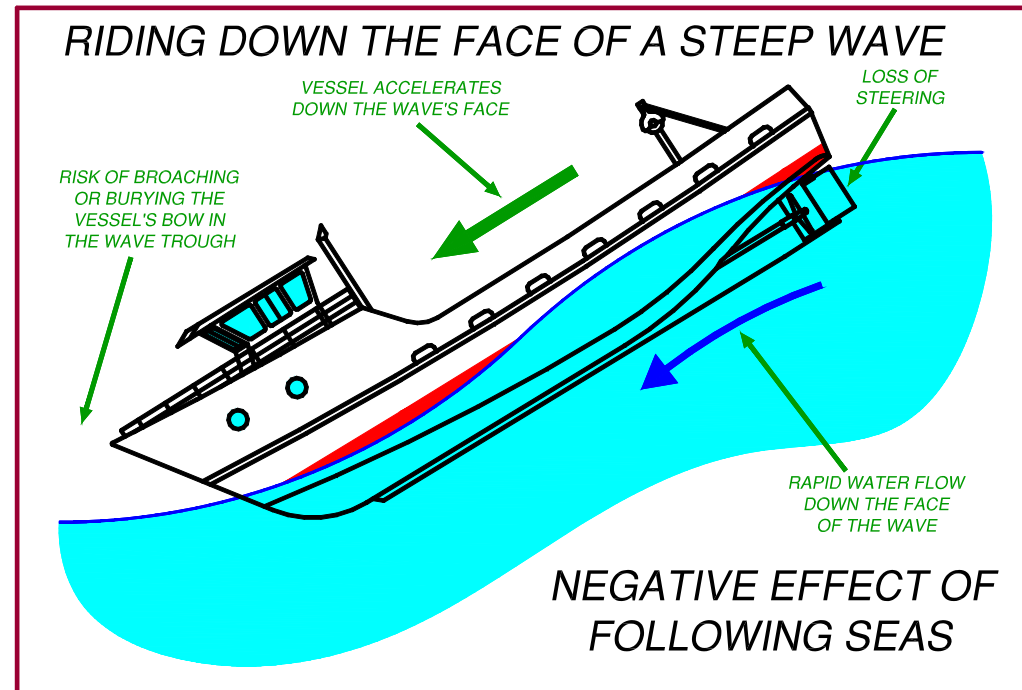 RIDING DOWN THE FACE OF A STEEP WAVE
VESSEL ACCELERATES
DOWN THE WAVE'S FACE
LOSS OF
STEERING
RISK OF BROACHING
OR BURYING THE
VESSEL'S BOW IN
THE WAVE TROUGH
RAPID WATER FLOW
DOWN THE FACE
OF THE WAVE
NEGATIVE EFFECT OF
FOLLOWING SEAS